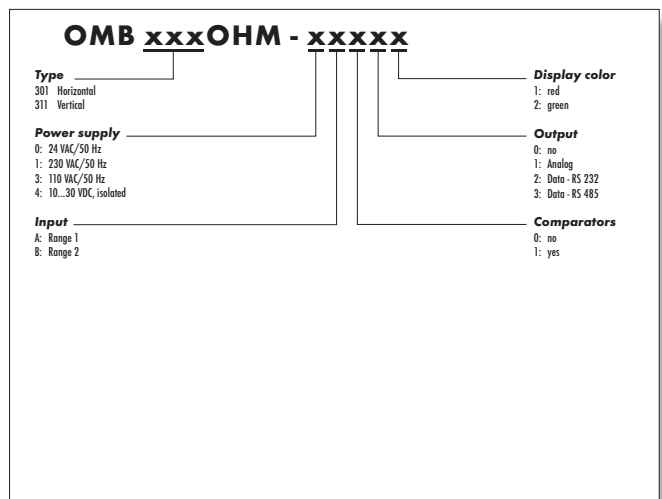 OMB xxxOHM - xxxxx
Type
301 Horizontal
311 Vertical
Power supply
0: 24 VAC/50 Hz
1: 230 VAC/50 Hz
3: 110 VAC/50 Hz
4: 10...30 VDC, isolated
Input
A: Range 1
B: Range 2
Display color
1: red
2: green
Output
0: no
1: Analog
2: Data - RS 232
3: Data - RS 485
Comparators
0: no
1: yes